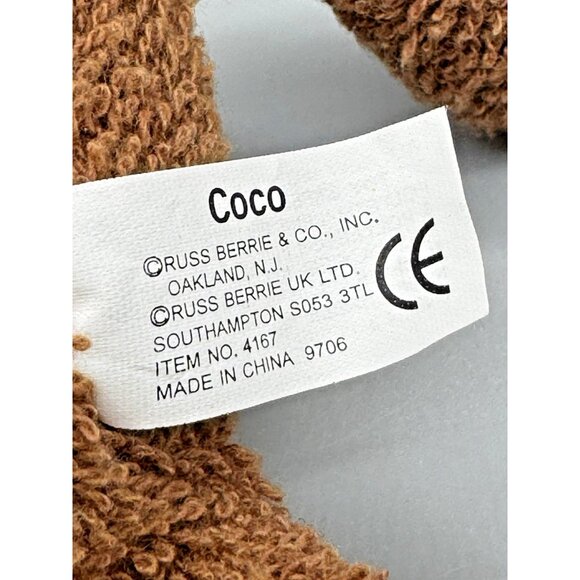 Coco
©RUSS BERRIE & CO., INC.
OAKLAND, N.J.
©RUSS BERRIE UK LTD.
SOUTHAMPTON S053 3TL
ITEM NO. 4167
MADE IN CHINA 9706
CE